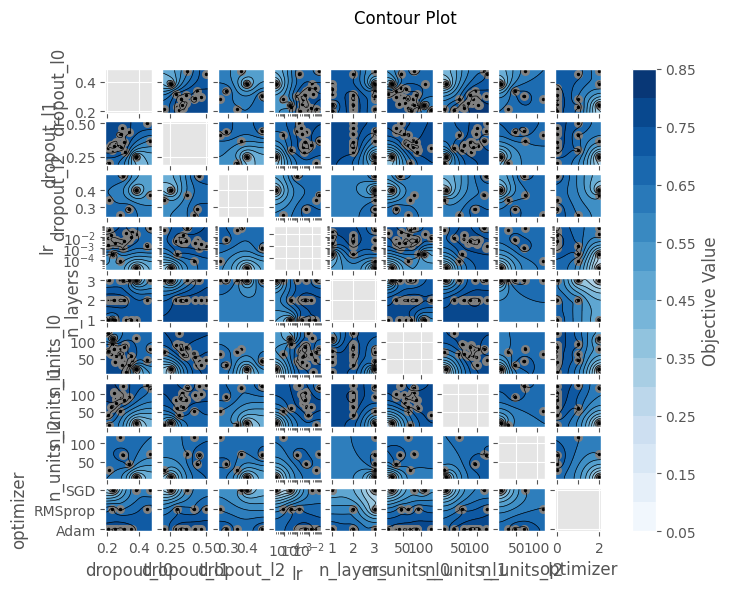 Contour Plot
dropout_l0
0.4
0.2
dropout_l1
0.50
0.25
dropout_l2
0.4
0.3
lr
10⁻²
10⁻³
10⁻⁴
n_layers
3
2
1
n_units_l0
100
50
n_units_l1
100
50
n_units_l2
100
50
optimizer
SGD
RMSprop
Adam
0.2 0.4 0.25 0.50 0.3 0.4 10⁻⁴ 10⁻³ 10⁻² 1 2 3 50 100 50 100 50 100 0 2
dropout_l0 dropout_l1 dropout_l2 lr n_layers n_units_l0 n_units_l1 n_units_l2 optimizer
0.85
0.75
0.65
0.55
0.45
0.35
0.25
0.15
0.05
Objective Value